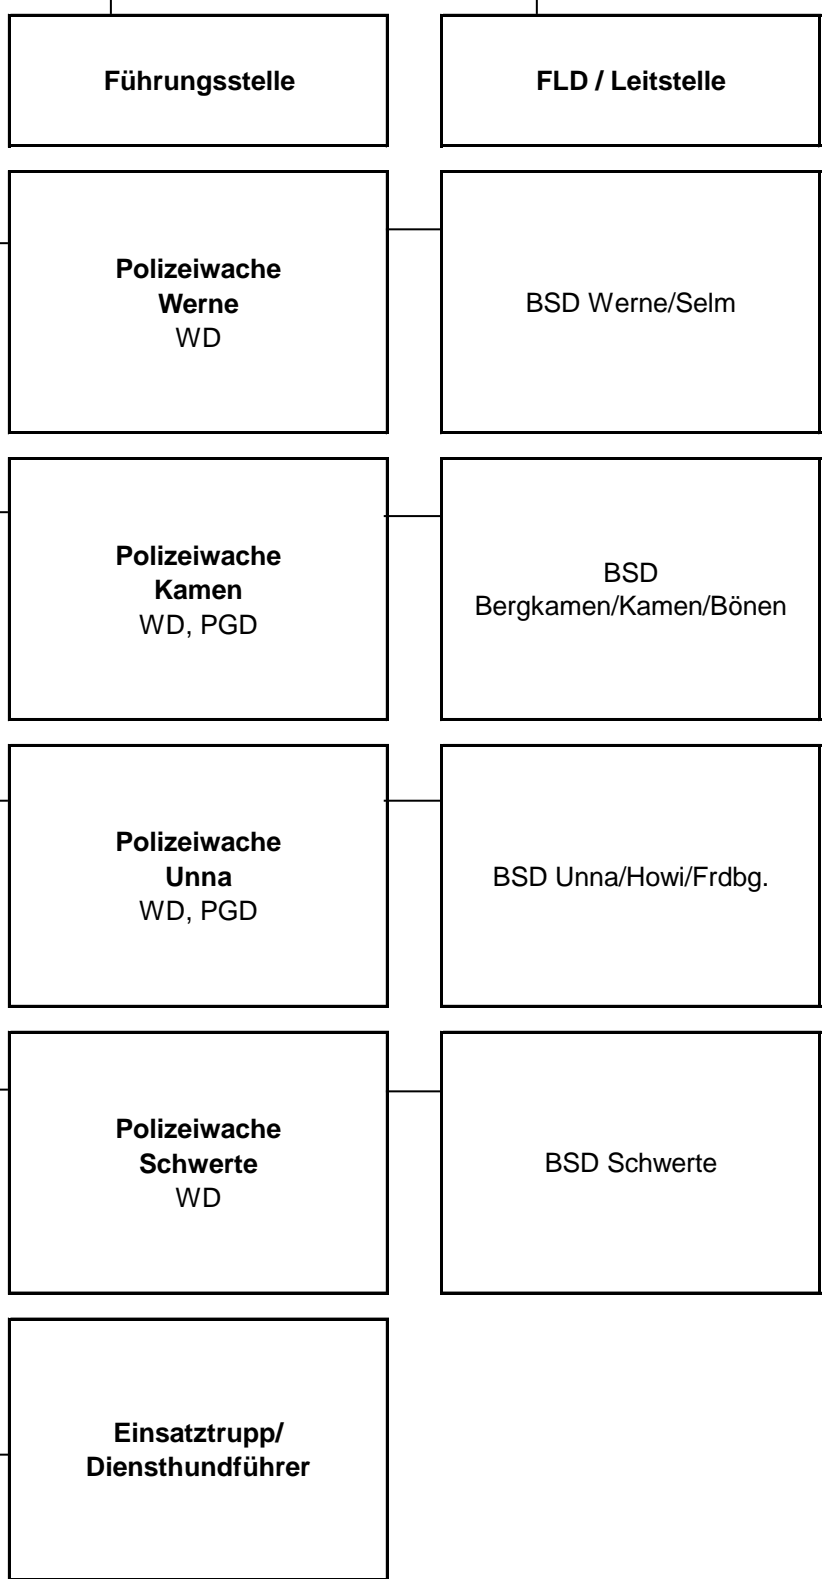 Führungsstelle
FLD / Leitstelle
Polizeiwache
Werne
WD
BSD Werne/Selm
Polizeiwache
Kamen
WD, PGD
BSD
Bergkamen/Kamen/Bönen
Polizeiwache
Unna
WD, PGD
BSD Unna/Howi/Frdbg.
Polizeiwache
Schwerte
WD
BSD Schwerte
Einsatztrupp/
Diensthundführer